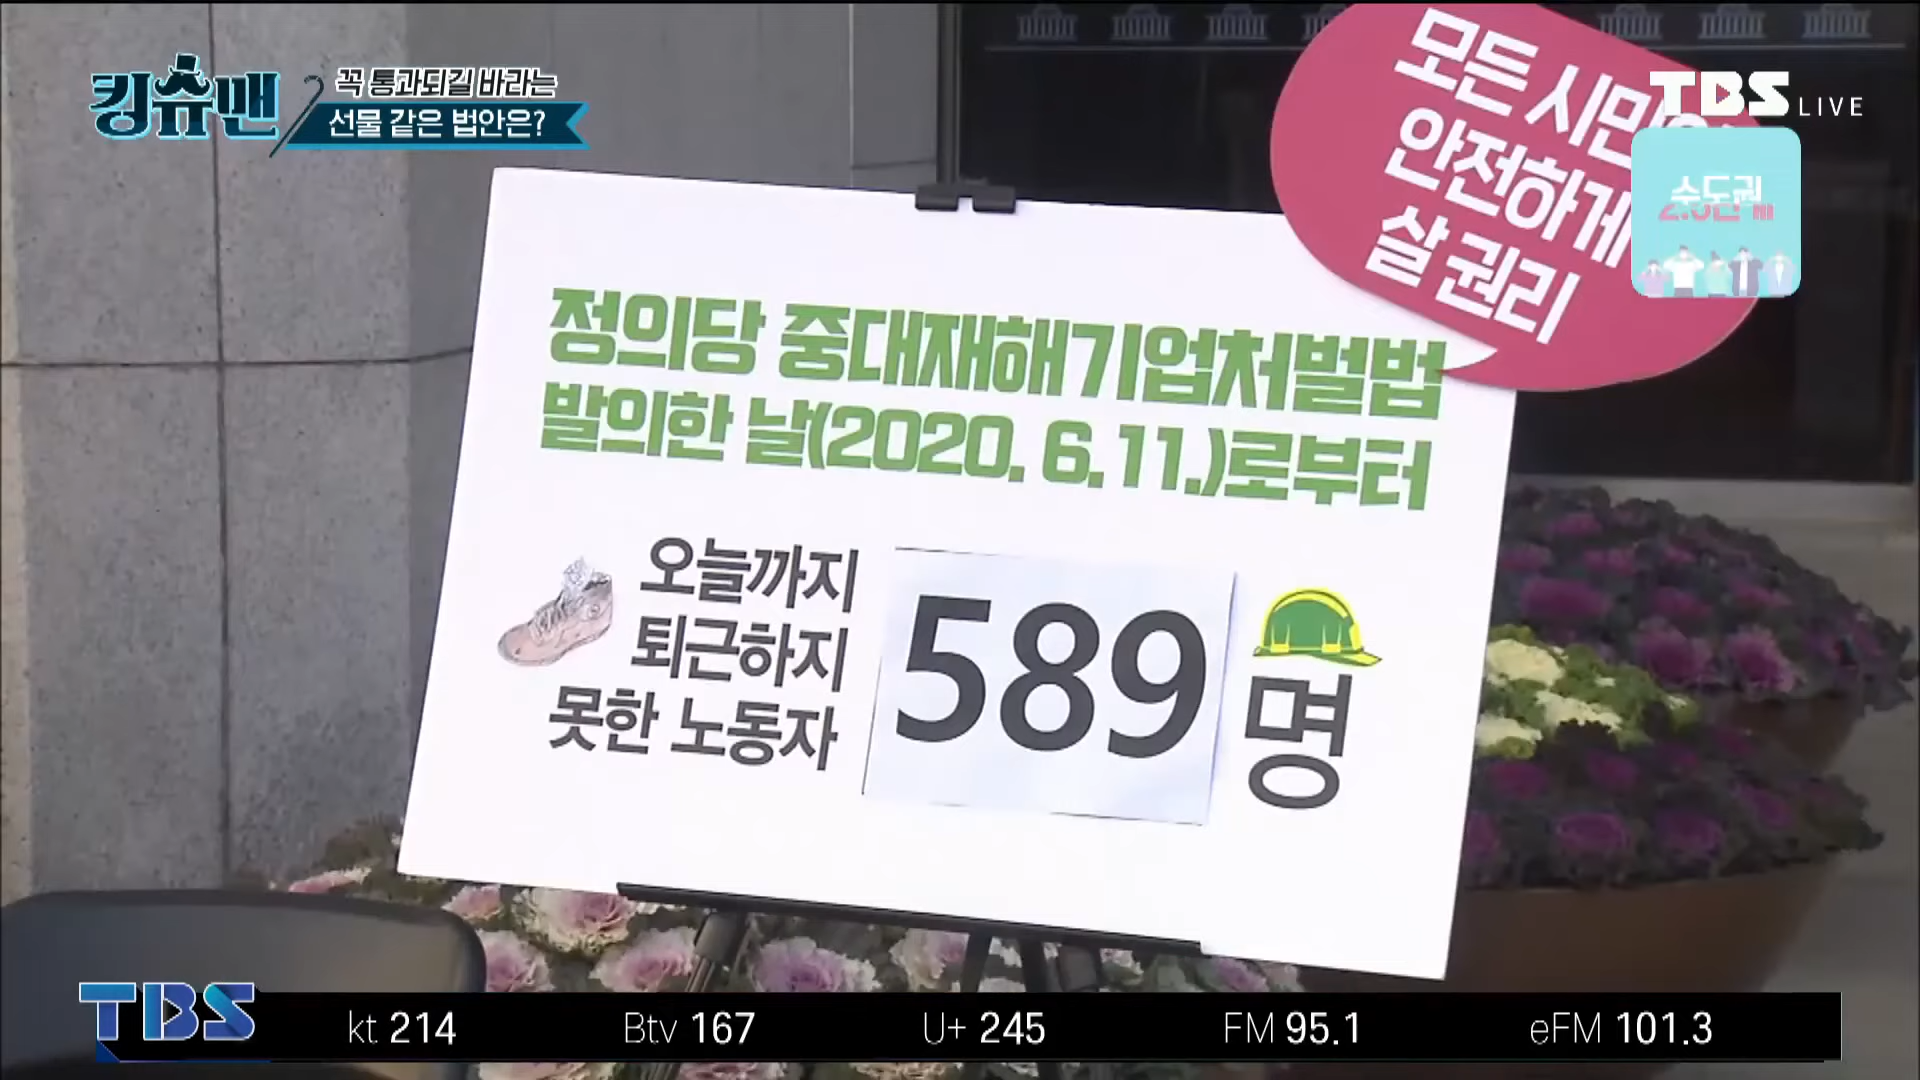 킹슈맨
꼭 통과되길 바라는
선물 같은 법안은?
TBS LIVE
모든
안전하게
살 권리
수도권
정의당 중대재해기업처벌법
발의한 날(2020. 6. 11.)로부터
오늘까지
퇴근하지
못한 노동자
589
명
TBS
kt 214
Btv 167
U+ 245
FM 95.1
eFM 101.3